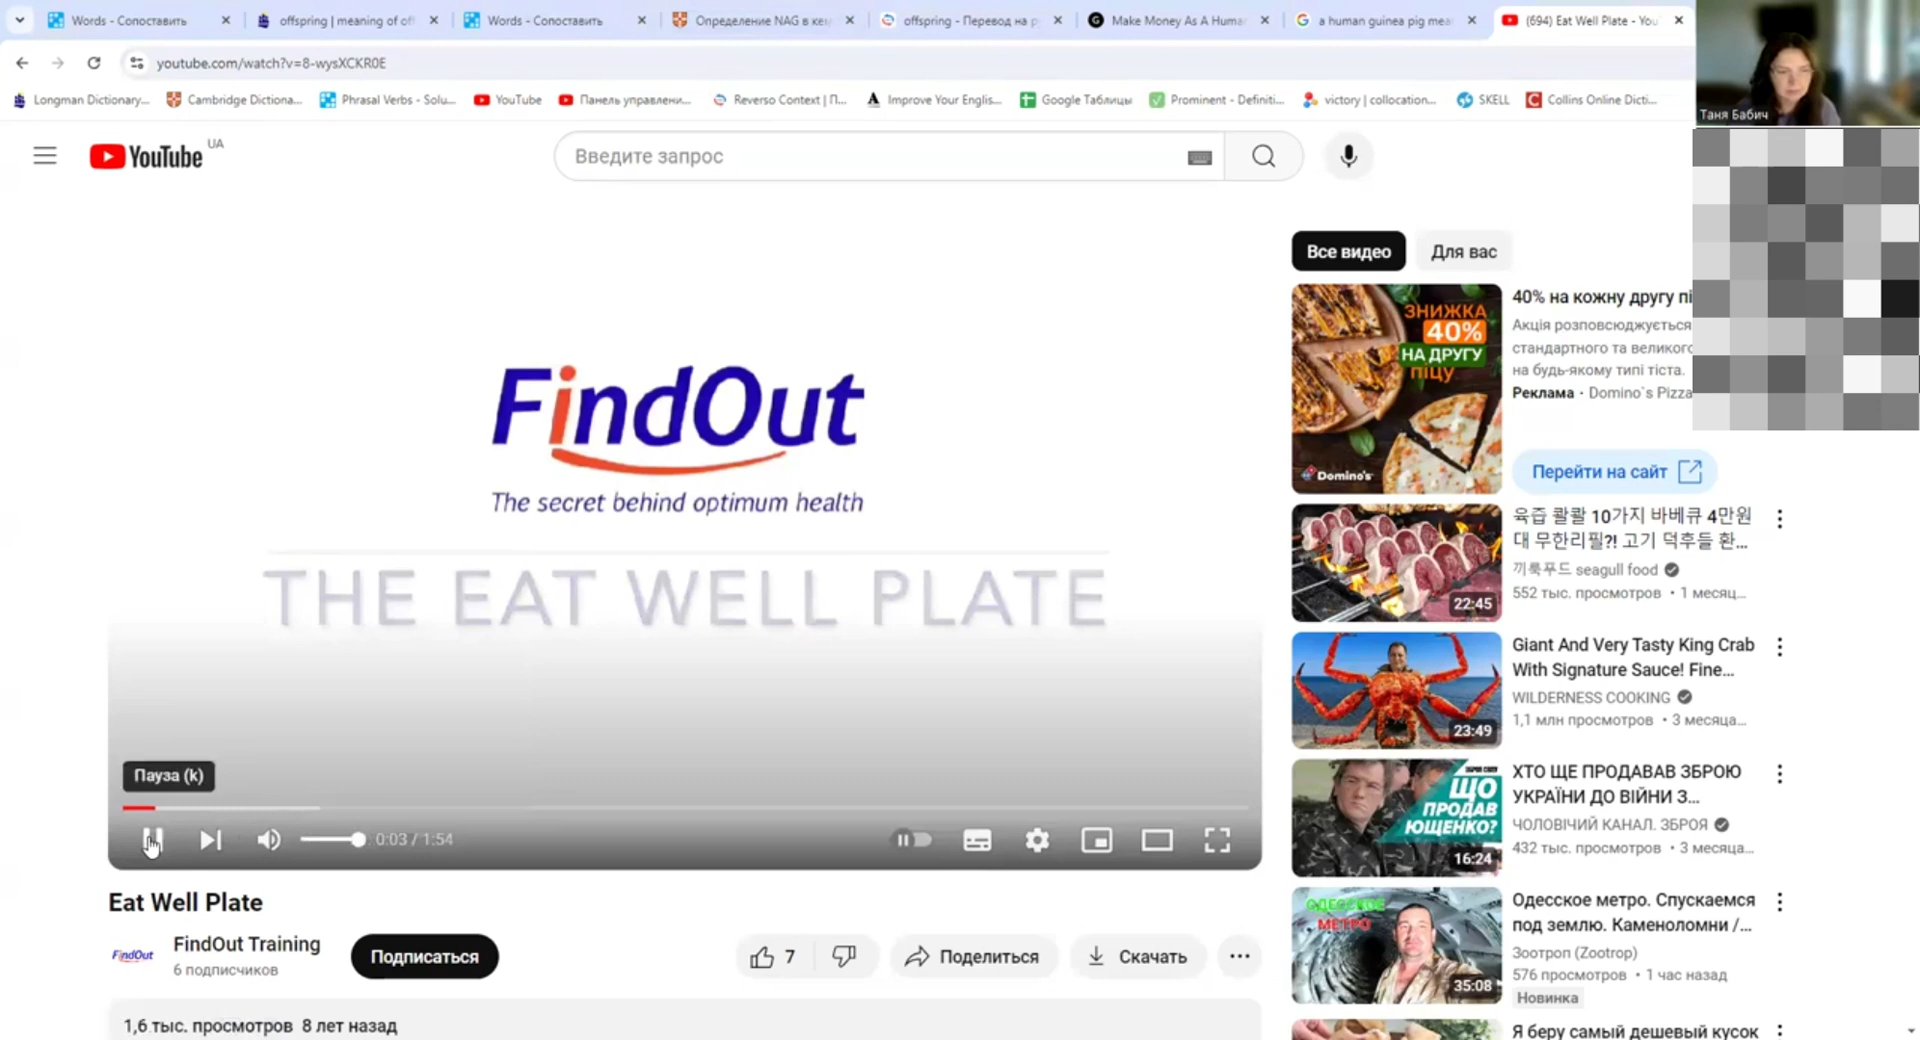 Words - Сопоставить
offspring | meaning of of
Words - Сопоставить
Определение NAG в ке
offspring - Перевод на р
Make Money As A Huma
a human guinea pig mea
(694) Eat Well Plate - You
youtube.com/watch?v=8-wysXCKR0E
Longman Dictionary...
Cambridge Dictiona...
Phrasal Verbs - Solu...
YouTube
Панель управлени...
Reverso Context | П...
Improve Your Englis...
Google Таблицы
Prominent - Definiti...
victory | collocation...
SKELL
Collins Online Dicti...
Таня Бабич
YouTube UA
Введите запрос
Все видео
Для вас
FindOut
The secret behind optimum health
THE EAT WELL PLATE
Пауза (k)
0:03 / 1:54
Eat Well Plate
FindOut
FindOut Training
6 подписчиков
Подписаться
7
Поделиться
Скачать
1,6 тыс. просмотров 8 лет назад
ЗНИЖКА
40%
НА ДРУГУ
ПІЦУ
Domino's
40% на кожну другу пі
Акція розповсюджується
стандартного та великого
на будь-якому типі тіста.
Реклама · Domino`s Pizza
Перейти на сайт
육즙 콸콸 10가지 바베큐 4만원
대 무한리필?! 고기 덕후들 환...
끼룩푸드 seagull food
552 тыс. просмотров • 1 месяц...
22:45
Giant And Very Tasty King Crab
With Signature Sauce! Fine...
WILDERNESS COOKING
1,1 млн просмотров • 3 месяца...
23:49
ЩО
ПРОДАВ
ЮЩЕНКО?
16:24
ХТО ЩЕ ПРОДАВАВ ЗБРОЮ
УКРАЇНИ ДО ВІЙНИ З...
ЧОЛОВІЧИЙ КАНАЛ. ЗБРОЯ
432 тыс. просмотров • 3 месяца...
ОДЕССКОЕ
МЕТРО
35:08
Одесское метро. Спускаемся
под землю. Каменоломни /...
Зоотроп (Zootrop)
576 просмотров • 1 час назад
Новинка
Я беру самый дешевый кусок